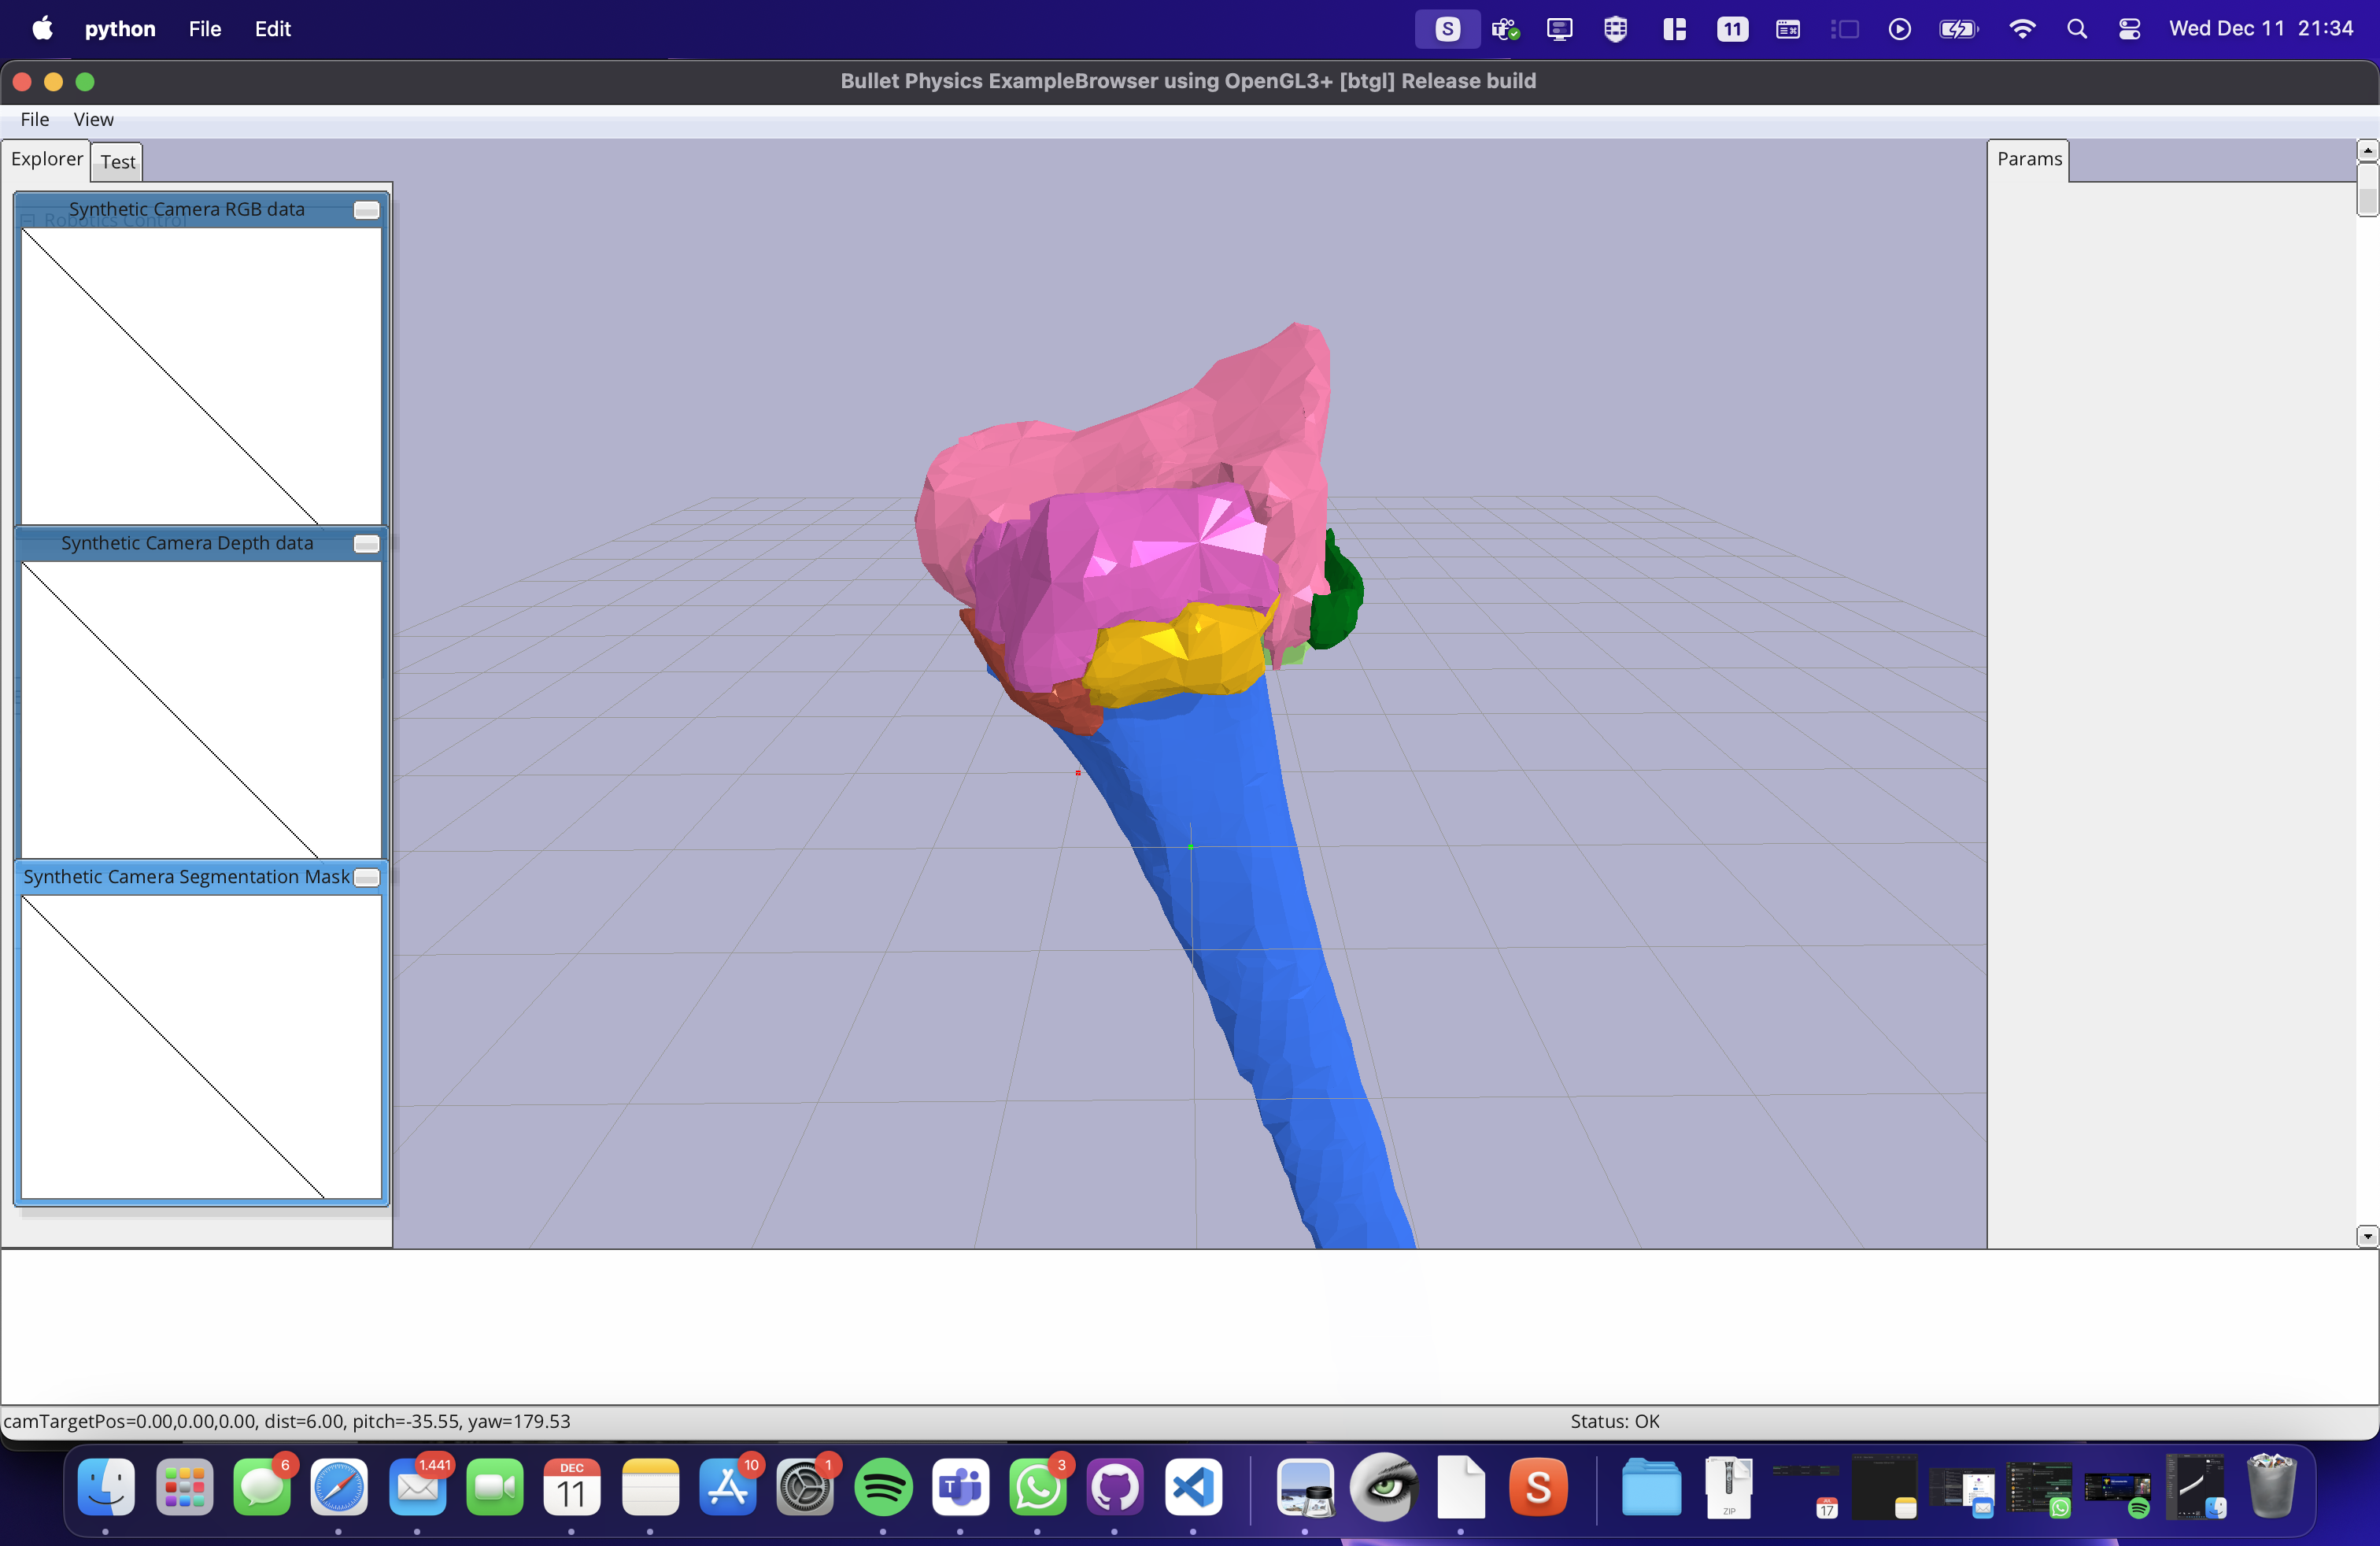 python File Edit
S
11
Wed Dec 11 21:34
Bullet Physics ExampleBrowser using OpenGL3+ [btgl] Release build
File View
Explorer Test
Params
Synthetic Camera RGB data
Robotics Control
Synthetic Camera Depth data
Synthetic Camera Segmentation Mask
camTargetPos=0.00,0.00,0.00, dist=6.00, pitch=-35.55, yaw=179.53
Status: OK
6
1.441
DEC
11
10
1
3
S
ZIP
JUL
17